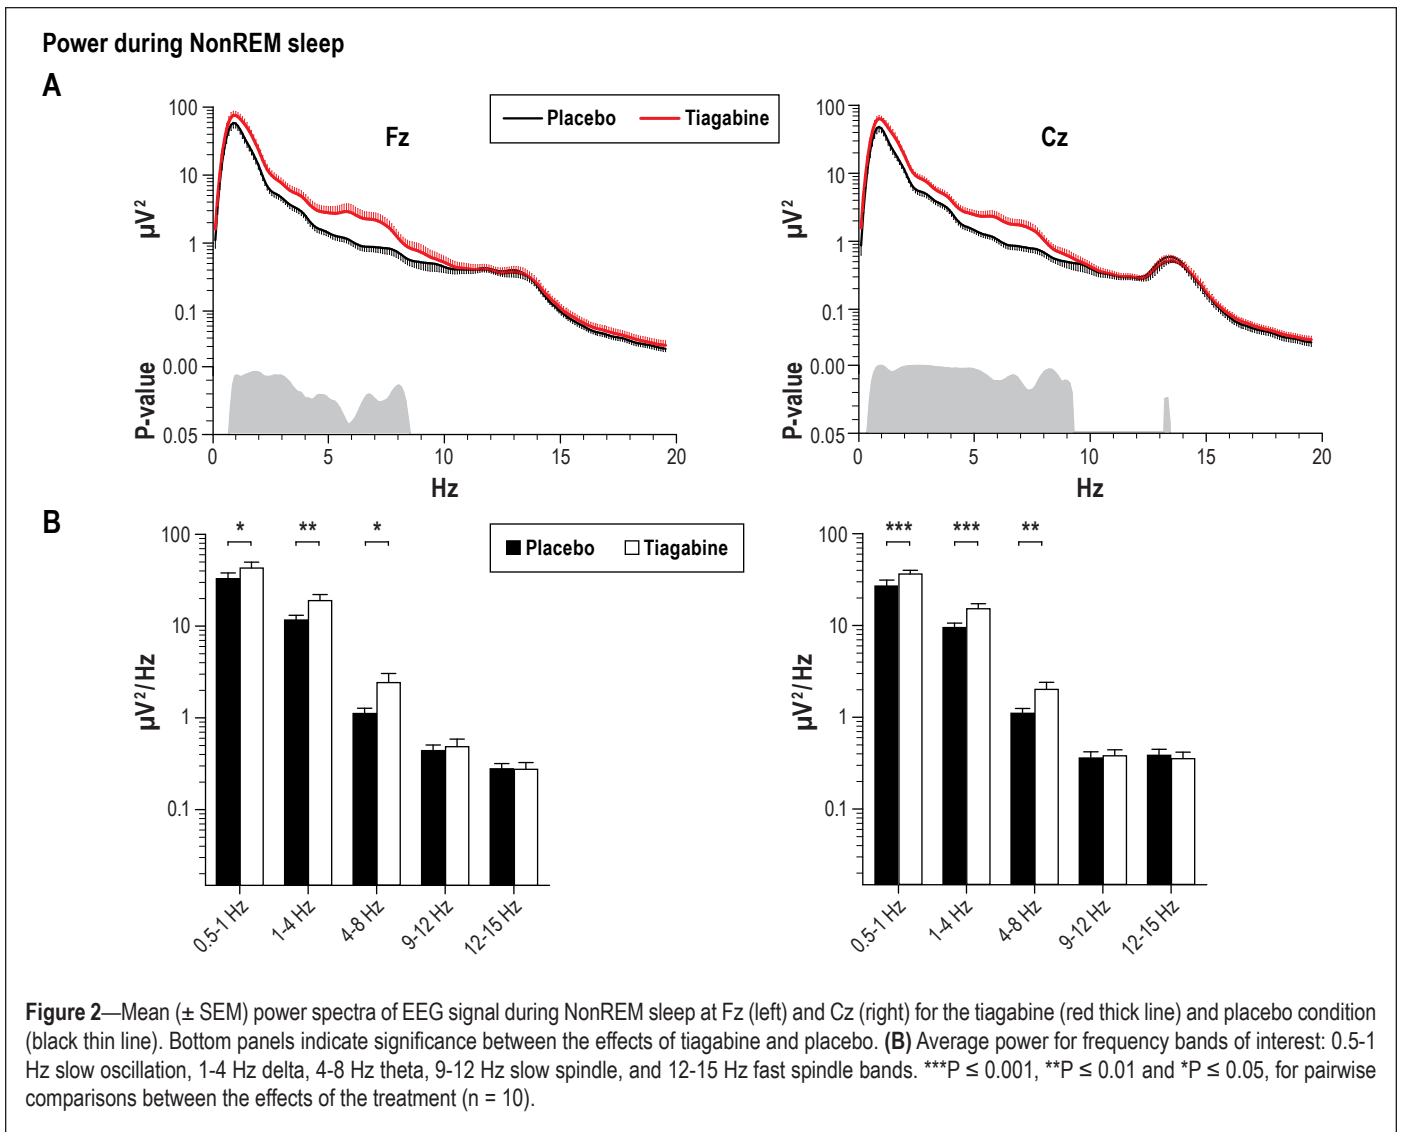 Power during NonREM sleep
A
Placebo Tiagabine
Fz
100
10
1
0.1
µV²
0.00
0.05
P-value
0 5 10 15 20
Hz
Cz
100
10
1
0.1
µV²
0.00
0.05
P-value
0 5 10 15 20
Hz
B
Placebo Tiagabine
* ** *
100
10
1
0.1
µV²/Hz
0.5-1 Hz 1-4 Hz 4-8 Hz 9-12 Hz 12-15 Hz
*** *** **
100
10
1
0.1
µV²/Hz
0.5-1 Hz 1-4 Hz 4-8 Hz 9-12 Hz 12-15 Hz
Figure 2—Mean (± SEM) power spectra of EEG signal during NonREM sleep at Fz (left) and Cz (right) for the tiagabine (red thick line) and placebo condition
(black thin line). Bottom panels indicate significance between the effects of tiagabine and placebo. (B) Average power for frequency bands of interest: 0.5-1
Hz slow oscillation, 1-4 Hz delta, 4-8 Hz theta, 9-12 Hz slow spindle, and 12-15 Hz fast spindle bands. ***P ≤ 0.001, **P ≤ 0.01 and *P ≤ 0.05, for pairwise
comparisons between the effects of the treatment (n = 10).